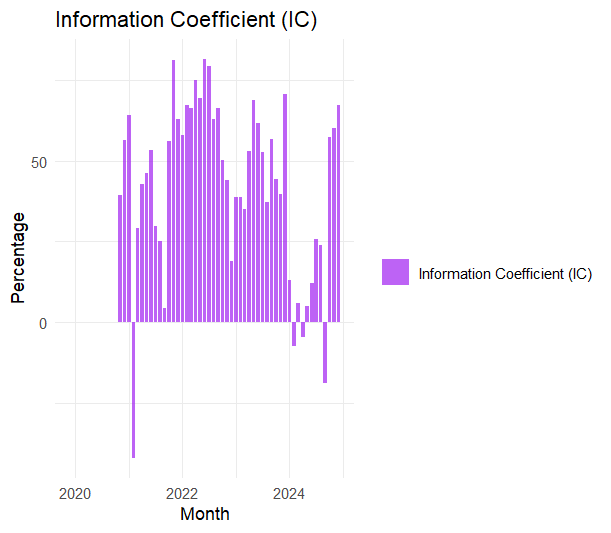 Information Coefficient (IC)
Percentage
50
0
2020
2022
2024
Month
Information Coefficient (IC)